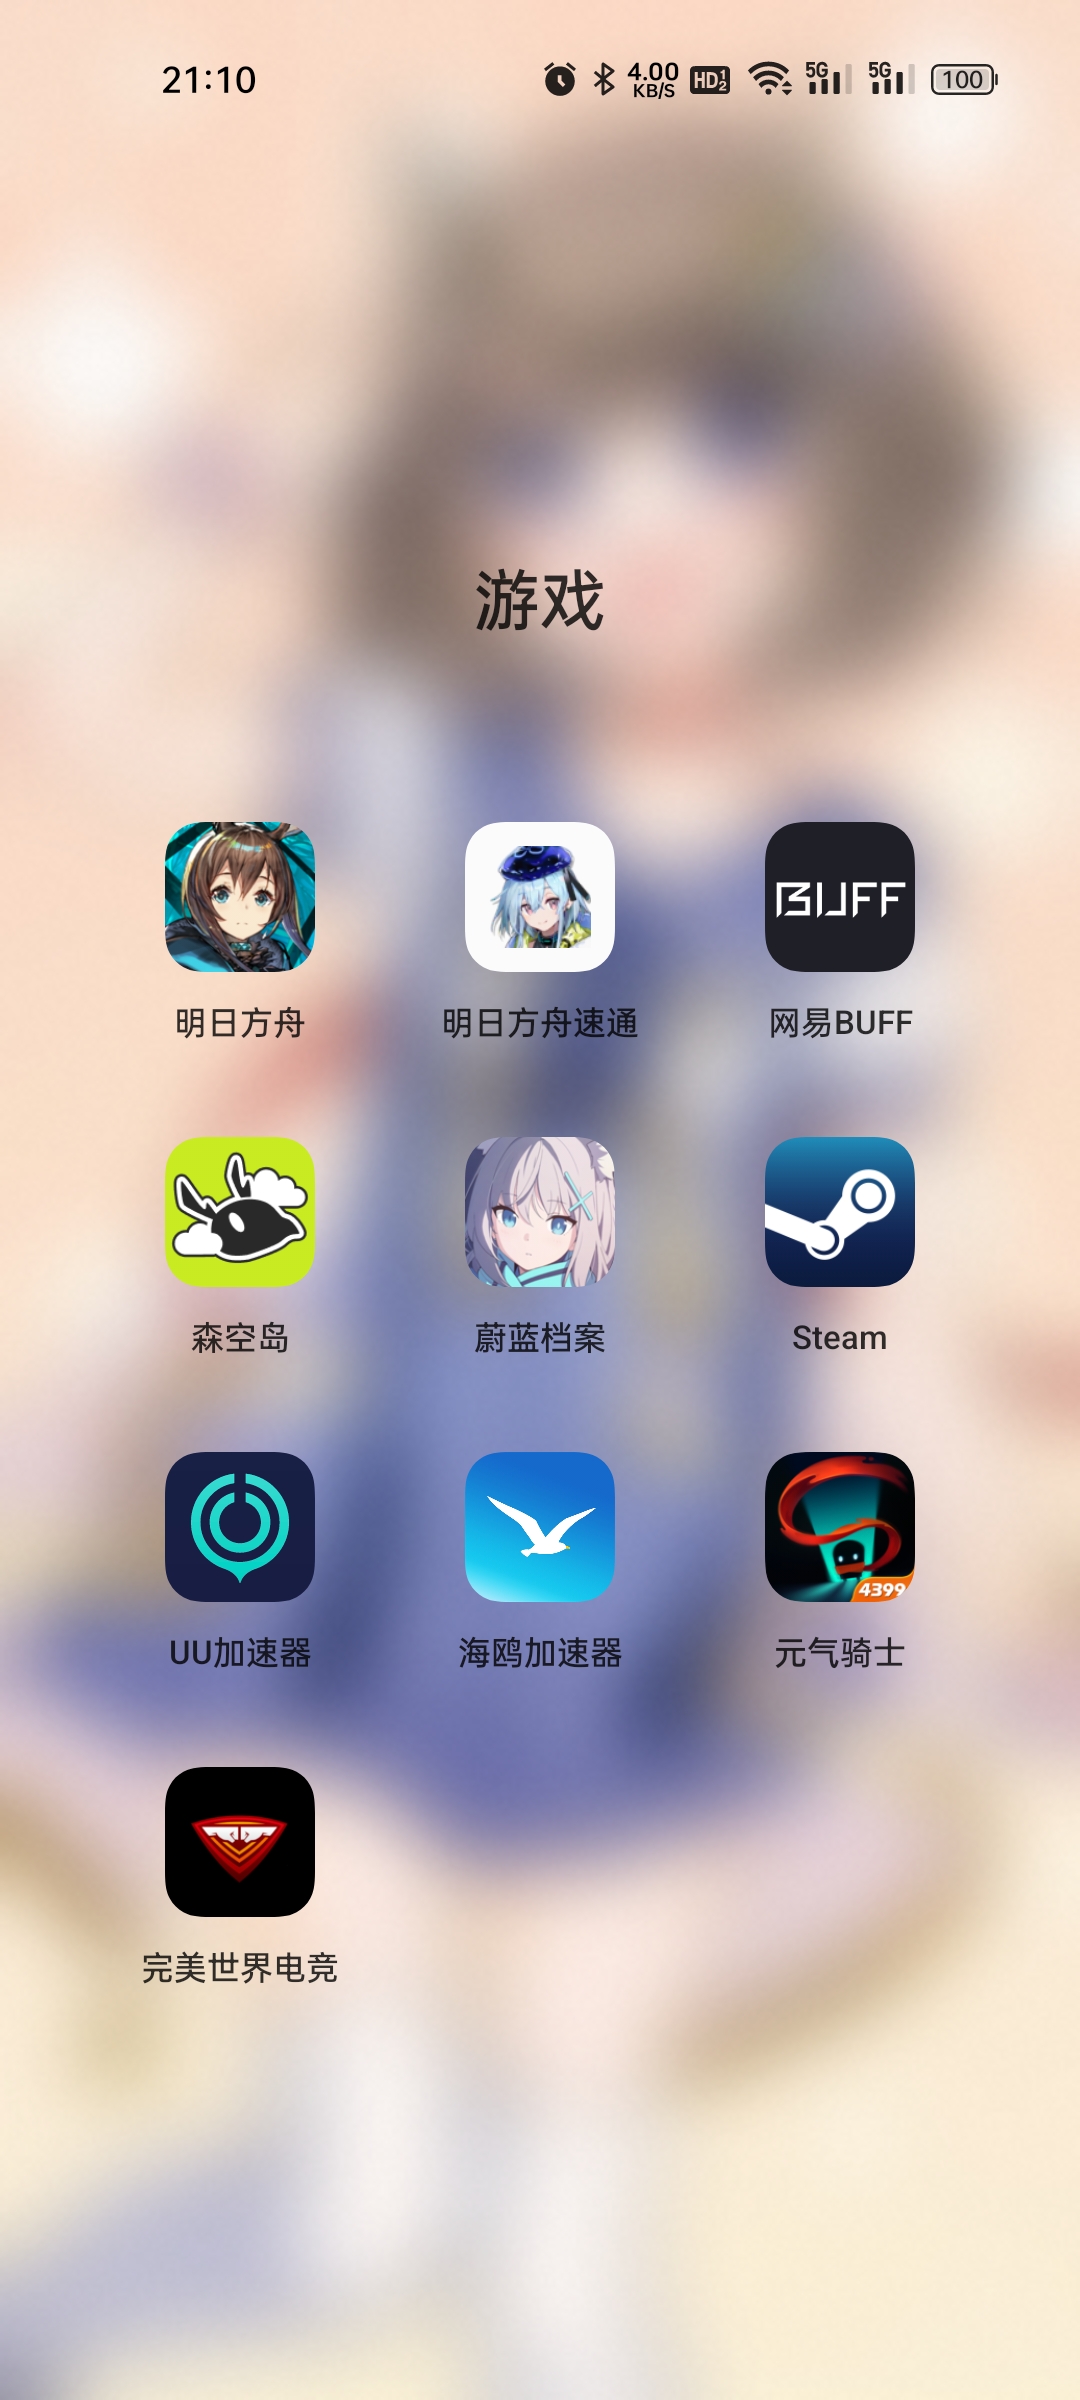 21:10
4.00
KB/S
HD 1 2
5G
5G
100
游戏
BUFF
明日方舟
明日方舟速通
网易BUFF
森空岛
蔚蓝档案
Steam
4399
UU加速器
海鸥加速器
元气骑士
完美世界电竞